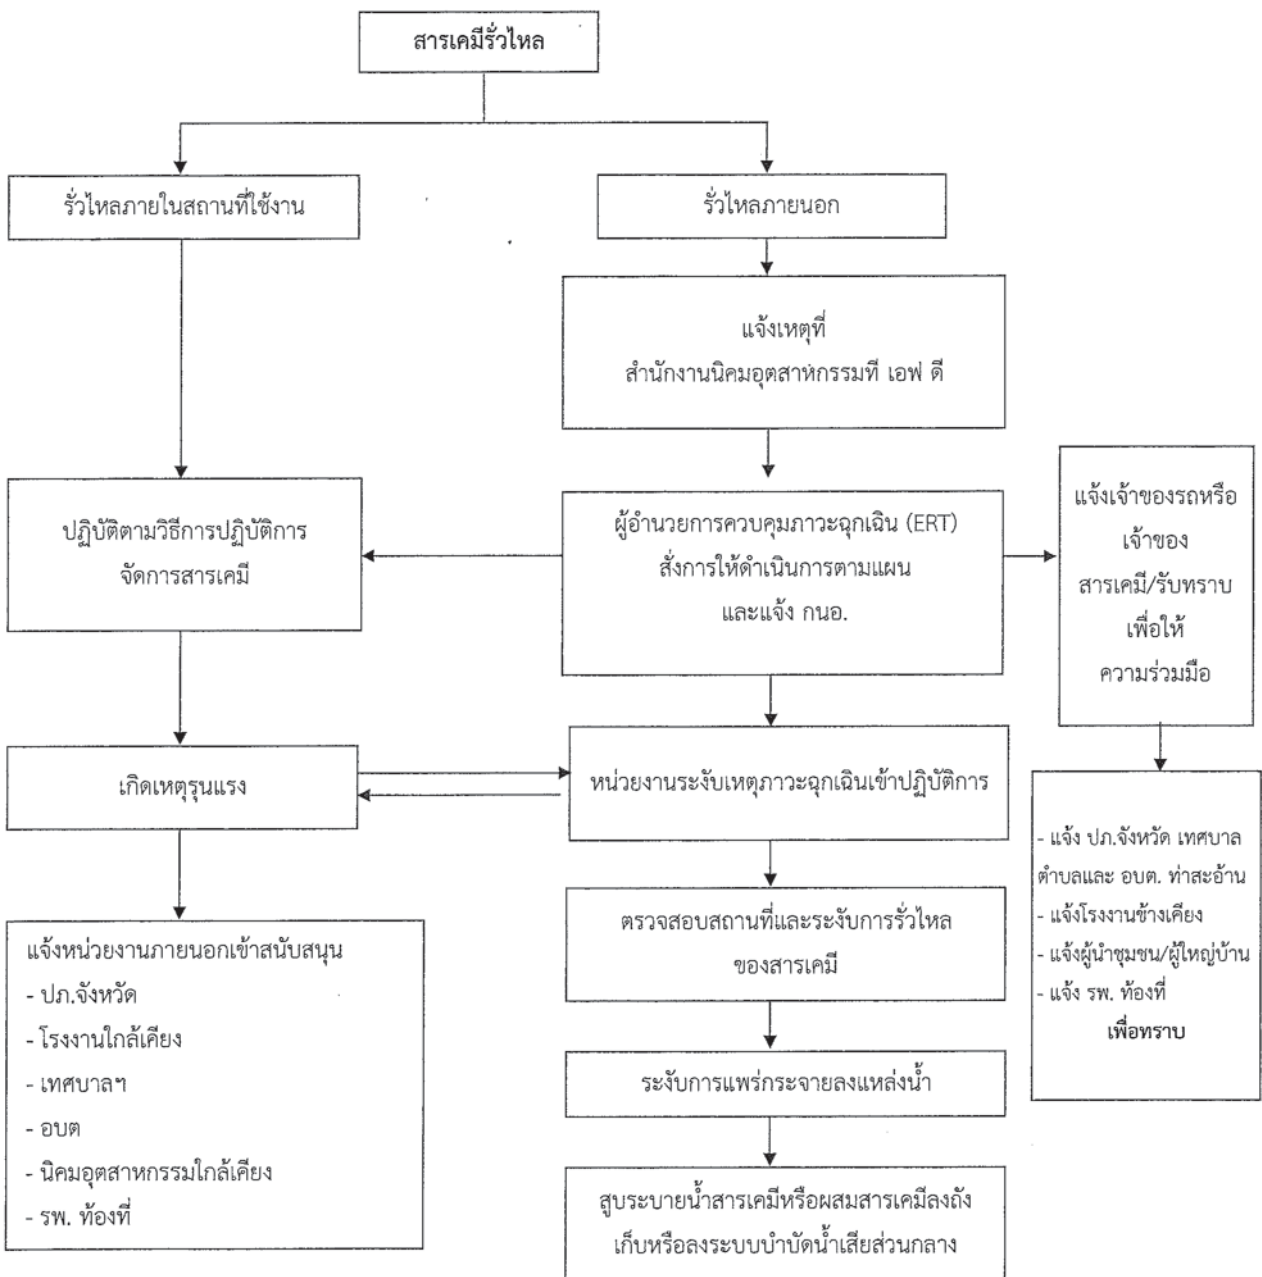 สารเคมีรั่วไหล
รั่วไหลภายในสถานที่ใช้งาน
รั่วไหลภายนอก
แจ้งเหตุที่
สำนักงานนิคมอุตสาหกรรมที เอฟ ดี
ปฏิบัติตามวิธีการปฏิบัติการ
จัดการสารเคมี
ผู้อำนวยการควบคุมภาวะฉุกเฉิน (ERT)
สั่งการให้ดำเนินการตามแผน
และแจ้ง กนอ.
แจ้งเจ้าของรถหรือ
เจ้าของ
สารเคมี/รับทราบ
เพื่อให้
ความร่วมมือ
เกิดเหตุรุนแรง
หน่วยงานระงับเหตุภาวะฉุกเฉินเข้าปฏิบัติการ
- แจ้ง ปภ.จังหวัด เทศบาล
ตำบลและ อบต. ท่าสะอ้าน
- แจ้งโรงงานข้างเคียง
- แจ้งผู้นำชุมชน/ผู้ใหญ่บ้าน
- แจ้ง รพ. ท้องที่
เพื่อทราบ
แจ้งหน่วยงานภายนอกเข้าสนับสนุน
- ปภ.จังหวัด
- โรงงานใกล้เคียง
- เทศบาลฯ
- อบต
- นิคมอุตสาหกรรมใกล้เคียง
- รพ. ท้องที่
ตรวจสอบสถานที่และระงับการรั่วไหล
ของสารเคมี
ระงับการแพร่กระจายลงแหล่งน้ำ
สูบระบายน้ำสารเคมีหรือผสมสารเคมีลงถัง
เก็บหรือลงระบบบำบัดน้ำเสียส่วนกลาง